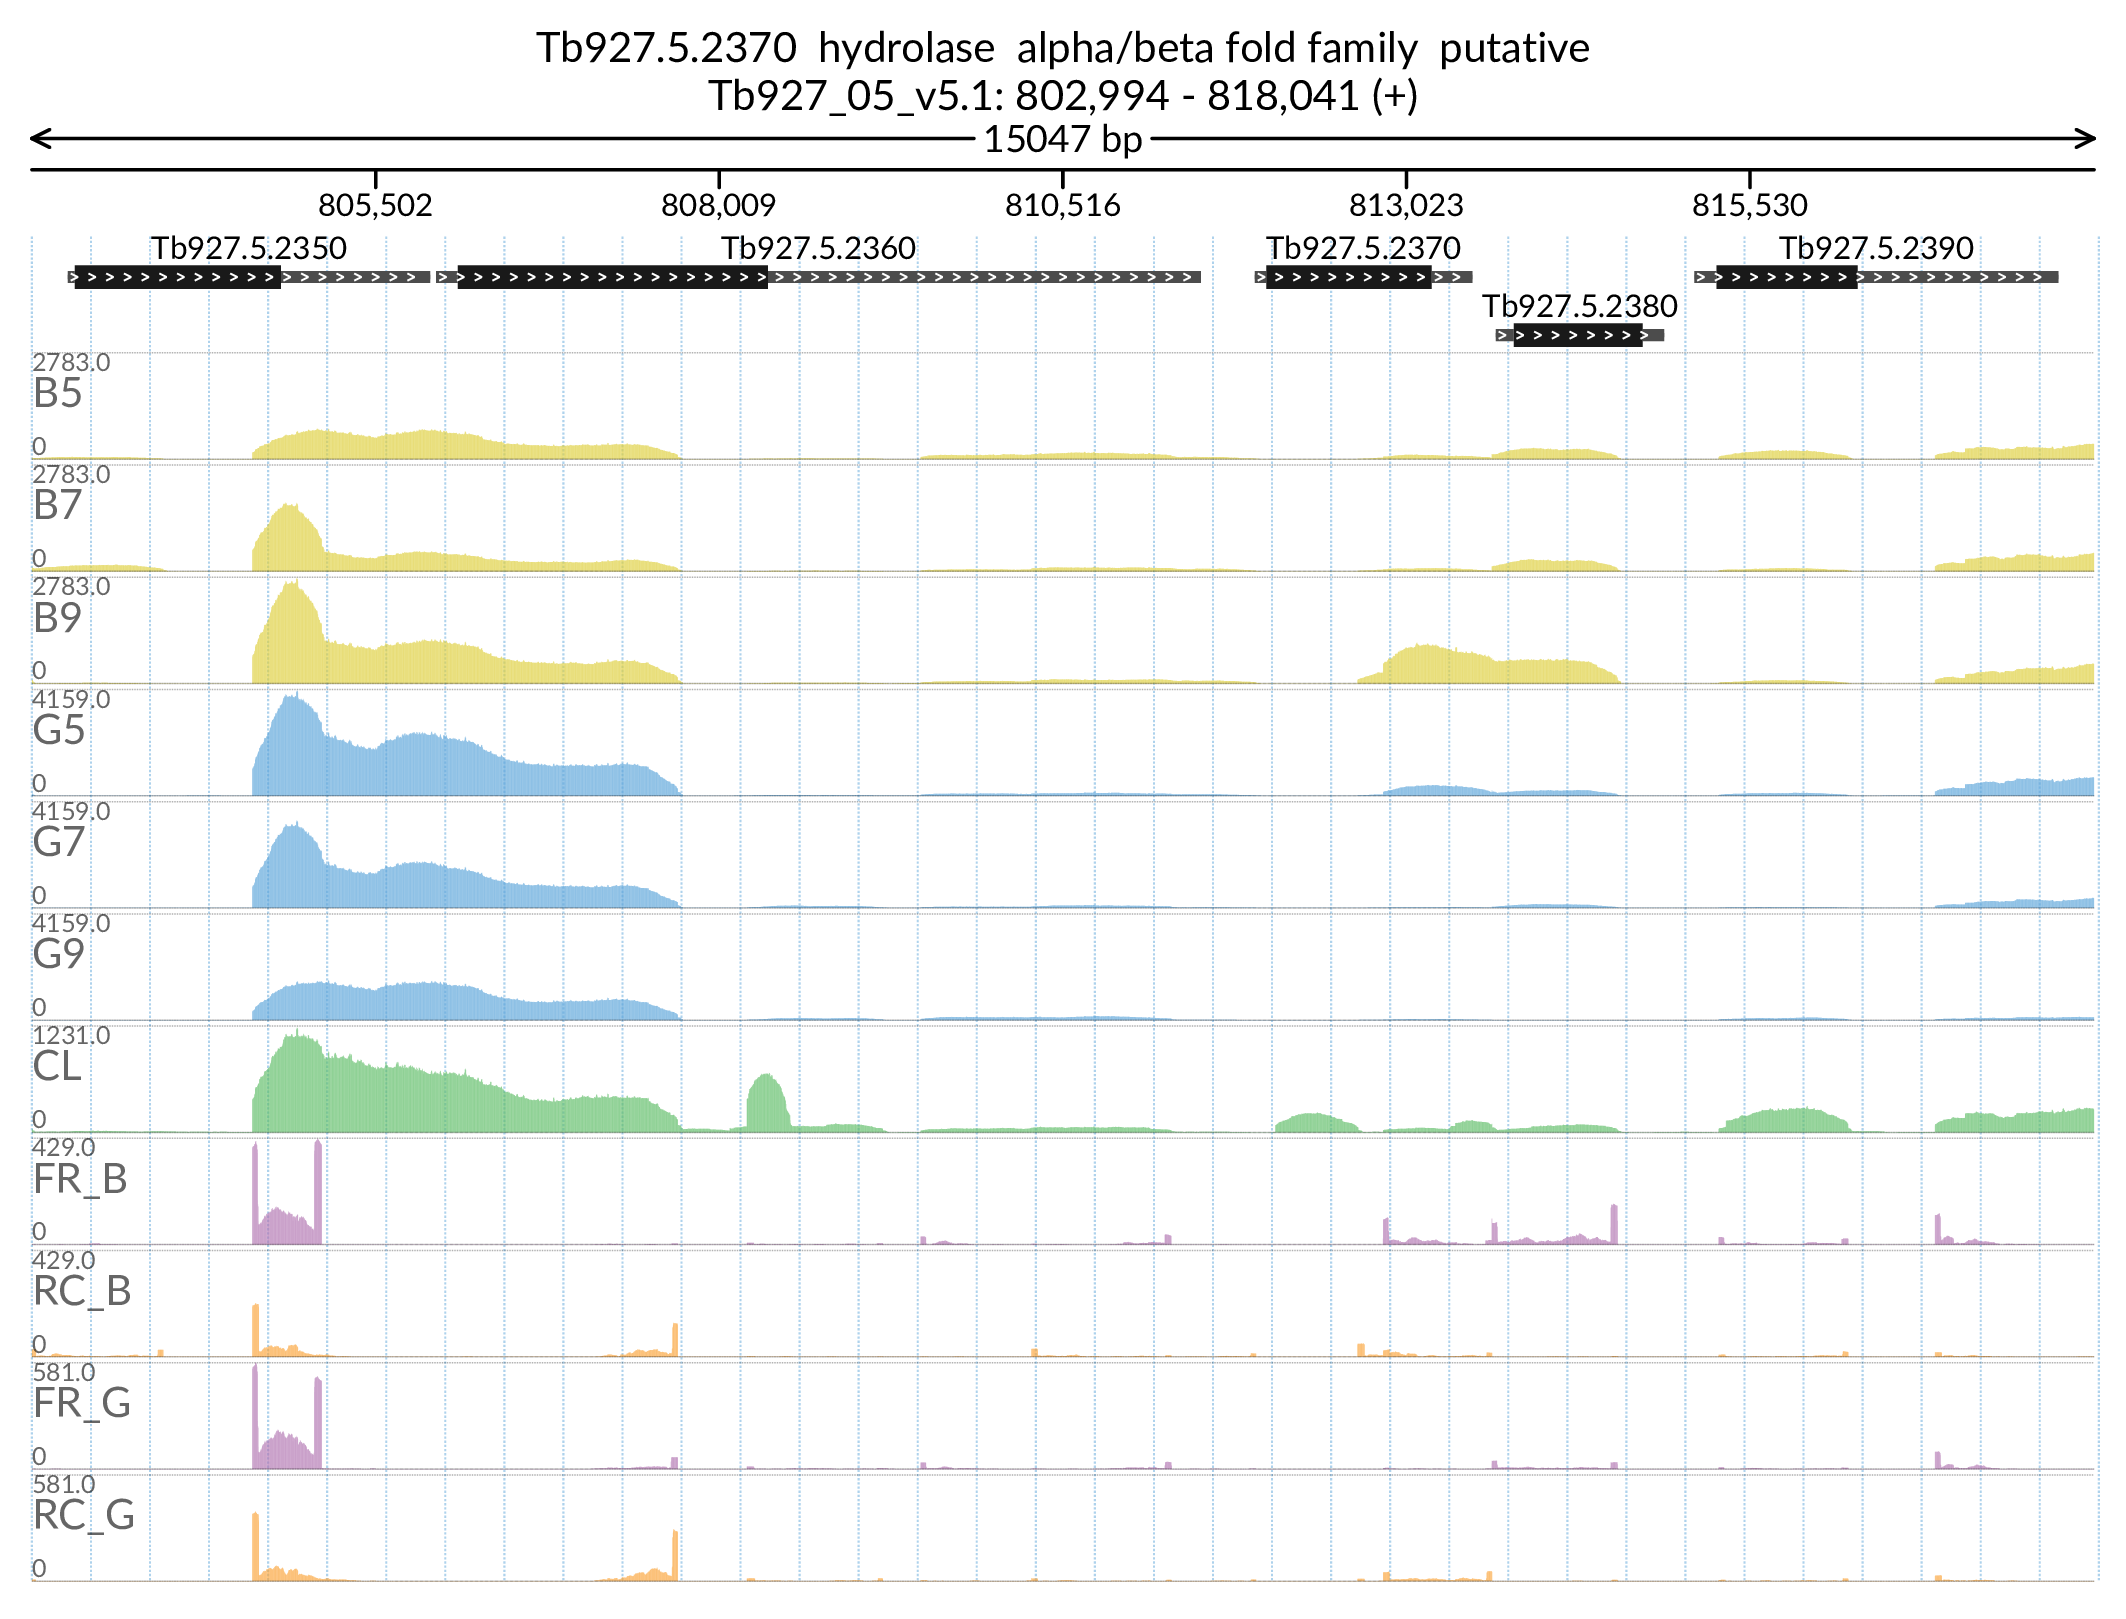 Tb927.5.2370 hydrolase alpha/beta fold family putative
Tb927_05_v5.1: 802,994 - 818,041 (+)
15047 bp
805,502 808,009 810,516 813,023 815,530
Tb927.5.2350 Tb927.5.2360 Tb927.5.2370 Tb927.5.2390
Tb927.5.2380
2783.0
B5
0
2783.0
B7
0
2783.0
B9
0
4159.0
G5
0
4159.0
G7
0
4159.0
G9
0
1231.0
CL
0
429.0
FR_B
0
429.0
RC_B
0
581.0
FR_G
0
581.0
RC_G
0